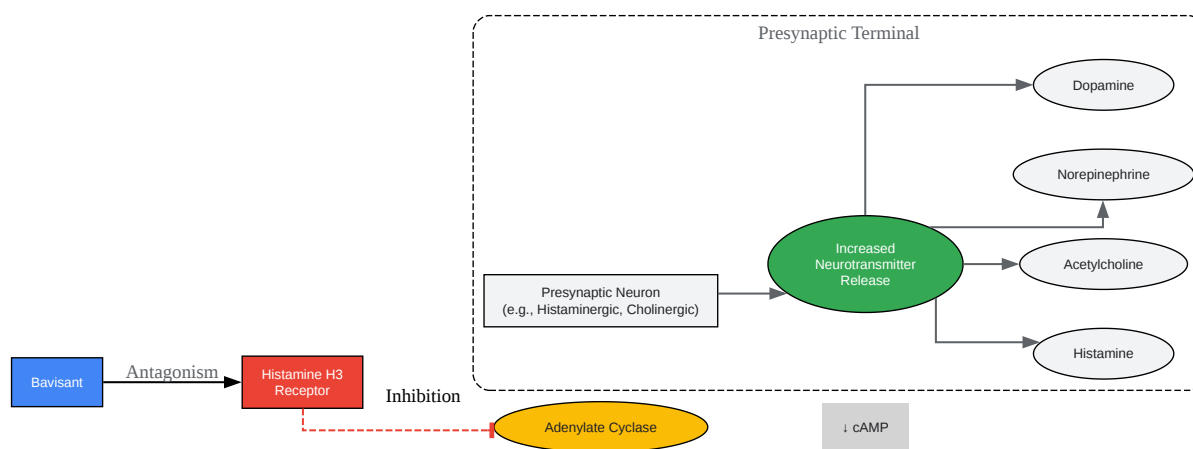 Presynaptic Terminal
Dopamine
Norepinephrine
Increased
Neurotransmitter
Release
Acetylcholine
Presynaptic Neuron
(e.g., Histaminergic, Cholinergic)
Histamine
Bavisant
Antagonism
Histamine H3
Receptor
Inhibition
Adenylate Cyclase
↓ cAMP